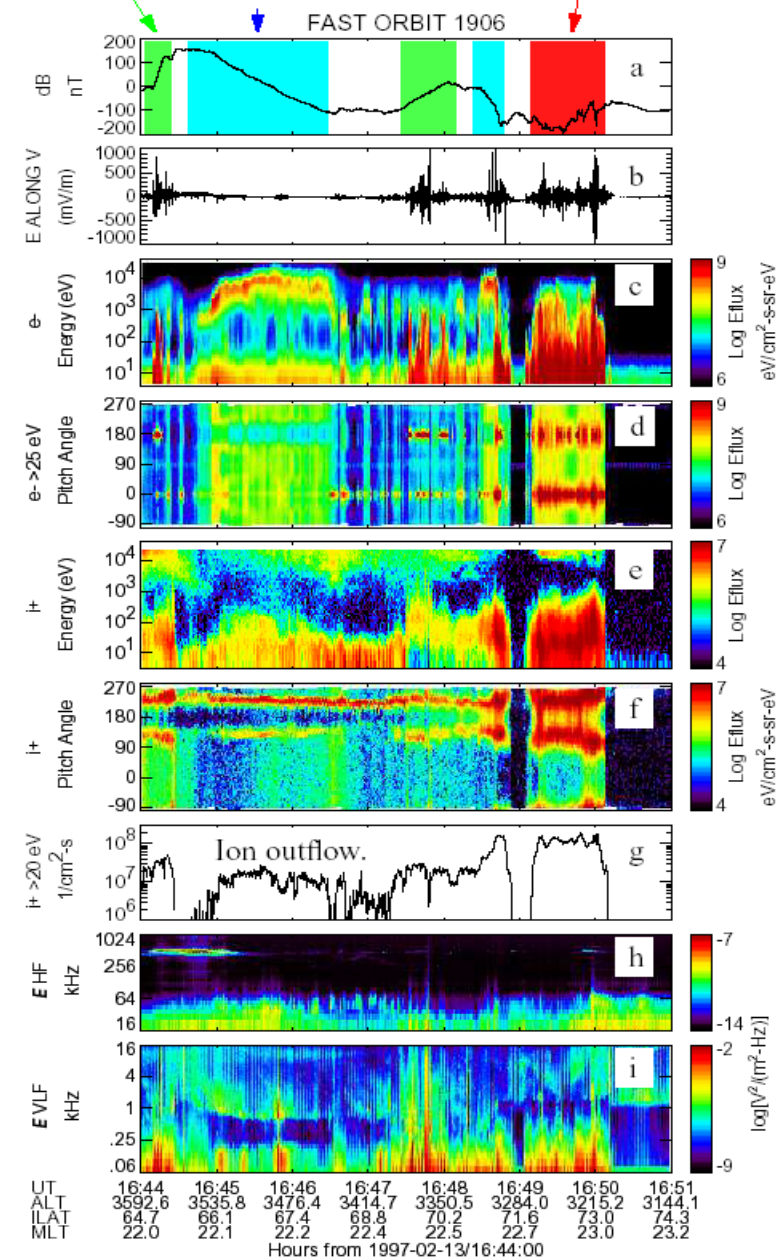 FAST ORBIT 1906
dB
nT
200
100
0
-100
-200
a
E ALONG V
(mV/m)
1000
500
0
-500
-1000
b
e-
Energy (eV)
10^4
10^3
10^2
10^1
c
9
6
Log Eflux
eV/cm^2-s-sr-eV
e- >25 eV
Pitch Angle
270
180
90
0
-90
d
9
6
Log Eflux
i+
Energy (eV)
10^4
10^3
10^2
10^1
e
7
4
Log Eflux
i+
Pitch Angle
270
180
90
0
-90
f
7
4
Log Eflux
eV/cm^2-s-sr-eV
i+ >20 eV
1/cm^2-s
10^8
10^7
10^6
Ion outflow.
g
E HF
kHz
1024
256
64
16
h
-7
-14
E VLF
kHz
16
4
1
.25
.06
i
-2
-9
log[V^2/(m^2-Hz)]
UT 16:44 16:45 16:46 16:47 16:48 16:49 16:50 16:51
ALT 3592.6 3535.8 3476.4 3414.7 3350.5 3284.0 3215.2 3144.1
ILAT 64.7 66.1 67.4 68.8 70.2 71.6 73.0 74.3
MLT 22.0 22.1 22.2 22.4 22.5 22.7 23.0 23.2
Hours from 1997-02-13/16:44:00